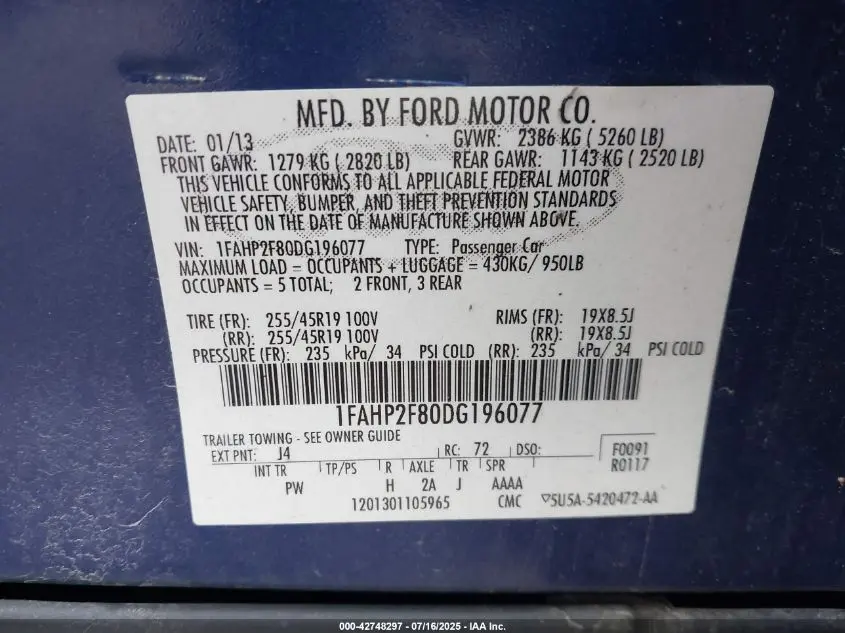 MFD. BY FORD MOTOR CO.
DATE: 01/13 GVWR: 2386 KG ( 5260 LB)
FRONT GAWR: 1279 KG ( 2820 LB) REAR GAWR: 1143 KG ( 2520 LB)
THIS VEHICLE CONFORMS TO ALL APPLICABLE FEDERAL MOTOR
VEHICLE SAFETY, BUMPER, AND THEFT PREVENTION STANDARDS
IN EFFECT ON THE DATE OF MANUFACTURE SHOWN ABOVE.
VIN: 1FAHP2F80DG196077 TYPE: Passenger Car
MAXIMUM LOAD = OCCUPANTS + LUGGAGE = 430KG/ 950LB
OCCUPANTS = 5 TOTAL; 2 FRONT, 3 REAR
TIRE (FR): 255/45R19 100V RIMS (FR): 19X8.5J
(RR): 255/45R19 100V (RR): 19X8.5J
PRESSURE (FR): 235 kPa/ 34 PSI COLD (RR): 235 kPa/ 34 PSI COLD
1FAHP2F80DG196077
TRAILER TOWING - SEE OWNER GUIDE
EXT PNT: J4 RC: 72 DSO: F0091
R0117
INT TR TP/PS R AXLE TR SPR
PW H 2A J AAAA
1201301105965 CMC 5U5A-5420472-AA
000-42748297 - 07/16/2025 - IAA Inc.